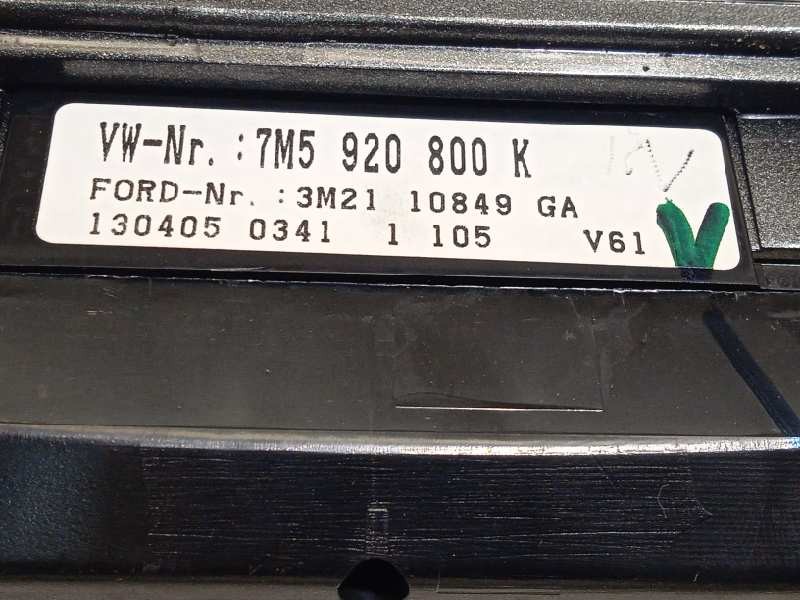 VW-Nr. : 7M5 920 800 K
FORD-Nr. : 3M21 10849 GA
130405 0341 1 105 V61